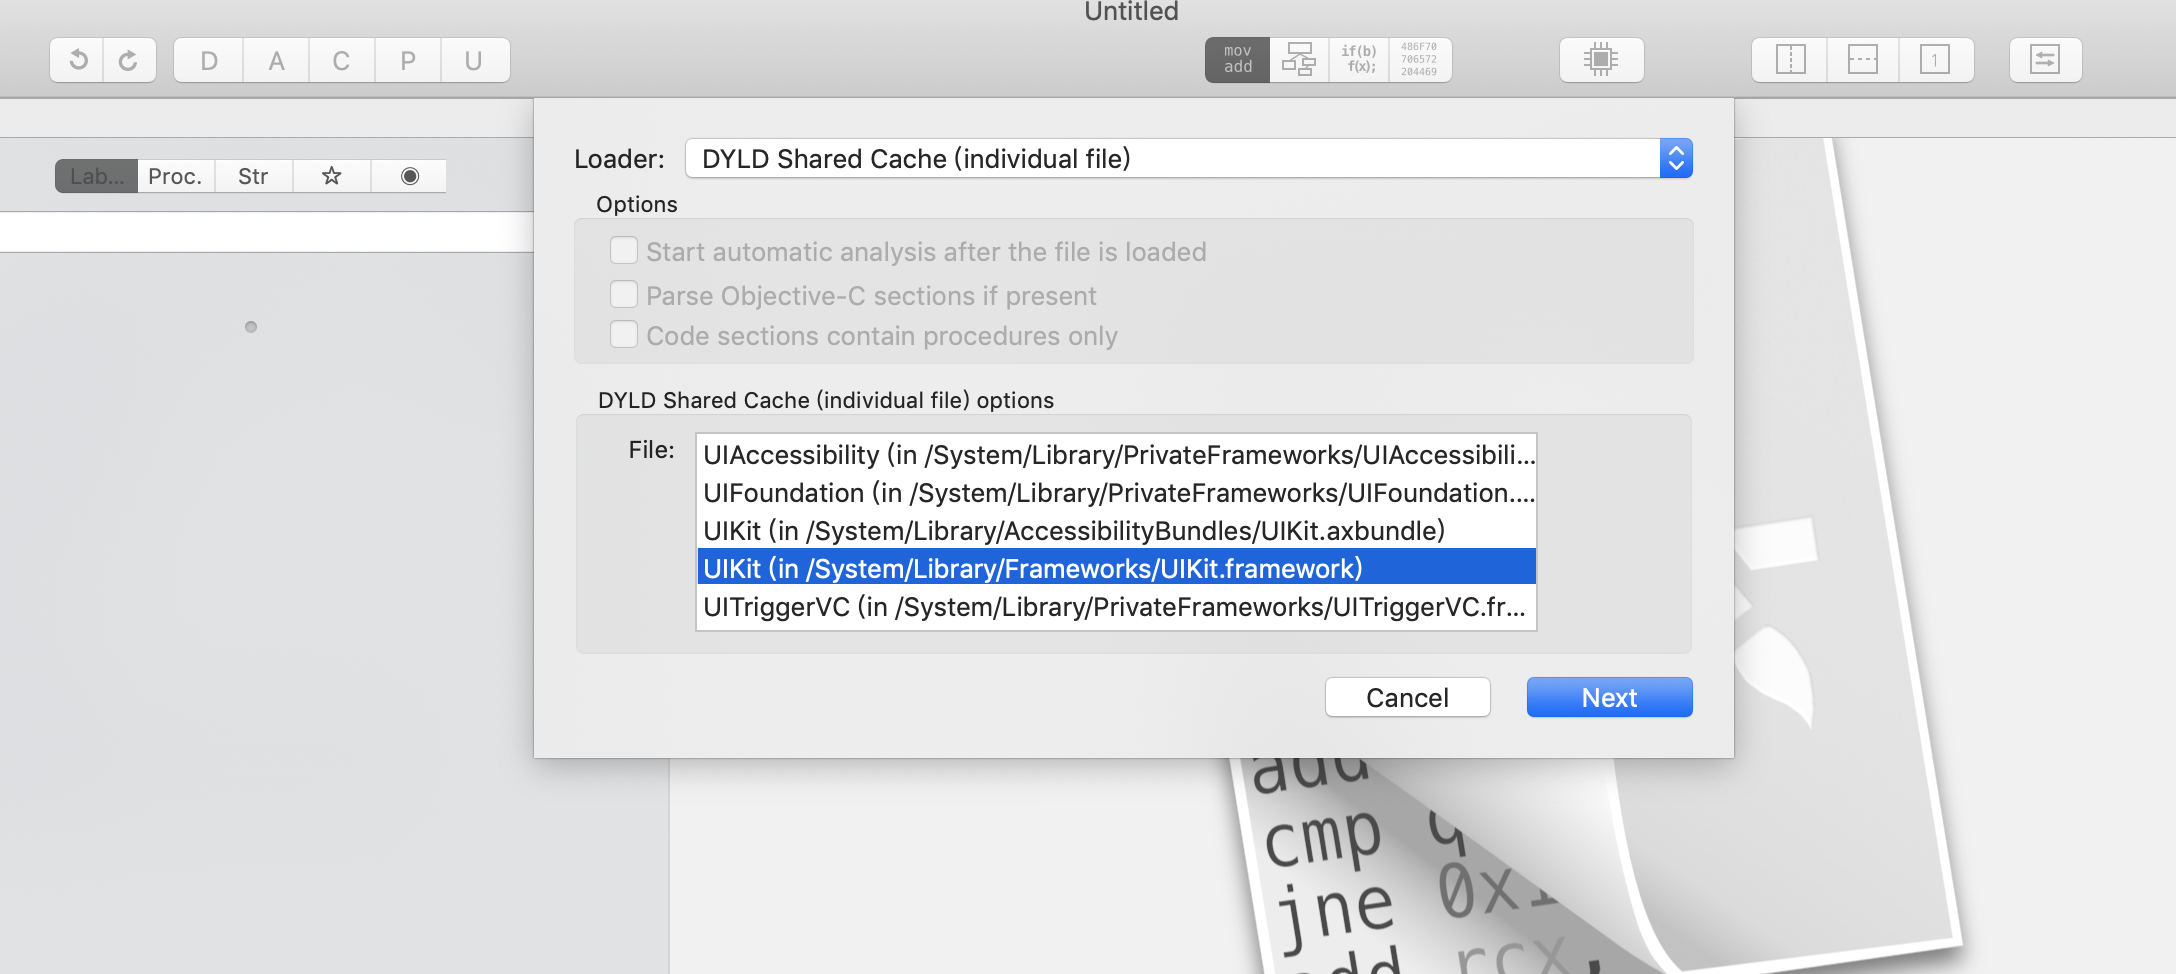 Untitled
D A C P U
mov
add
if(b)
f(x);
486F70
706572
204469
1
Loader: DYLD Shared Cache (individual file)
Lab... Proc. Str
Options
Start automatic analysis after the file is loaded
Parse Objective-C sections if present
Code sections contain procedures only
DYLD Shared Cache (individual file) options
File:
UIAccessibility (in /System/Library/PrivateFrameworks/UIAccessibili...
UIFoundation (in /System/Library/PrivateFrameworks/UIFoundation....
UIKit (in /System/Library/AccessibilityBundles/UIKit.axbundle)
UIKit (in /System/Library/Frameworks/UIKit.framework)
UITriggerVC (in /System/Library/PrivateFrameworks/UITriggerVC.fr...
Cancel Next
add
cmp
jne
add rcx,